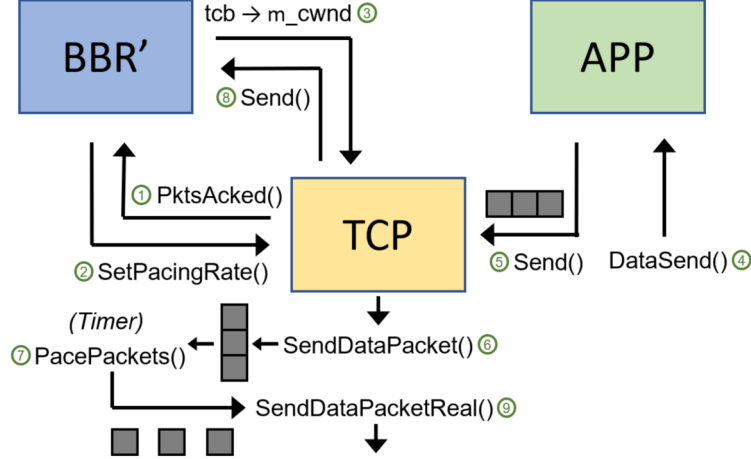 tcb → m_cwnd ③
BBR’
APP
⑧ Send()
① PktsAcked()
TCP
② SetPacingRate()
⑤ Send()
DataSend() ④
(Timer)
⑦ PacePackets()
SendDataPacket() ⑥
SendDataPacketReal() ⑨